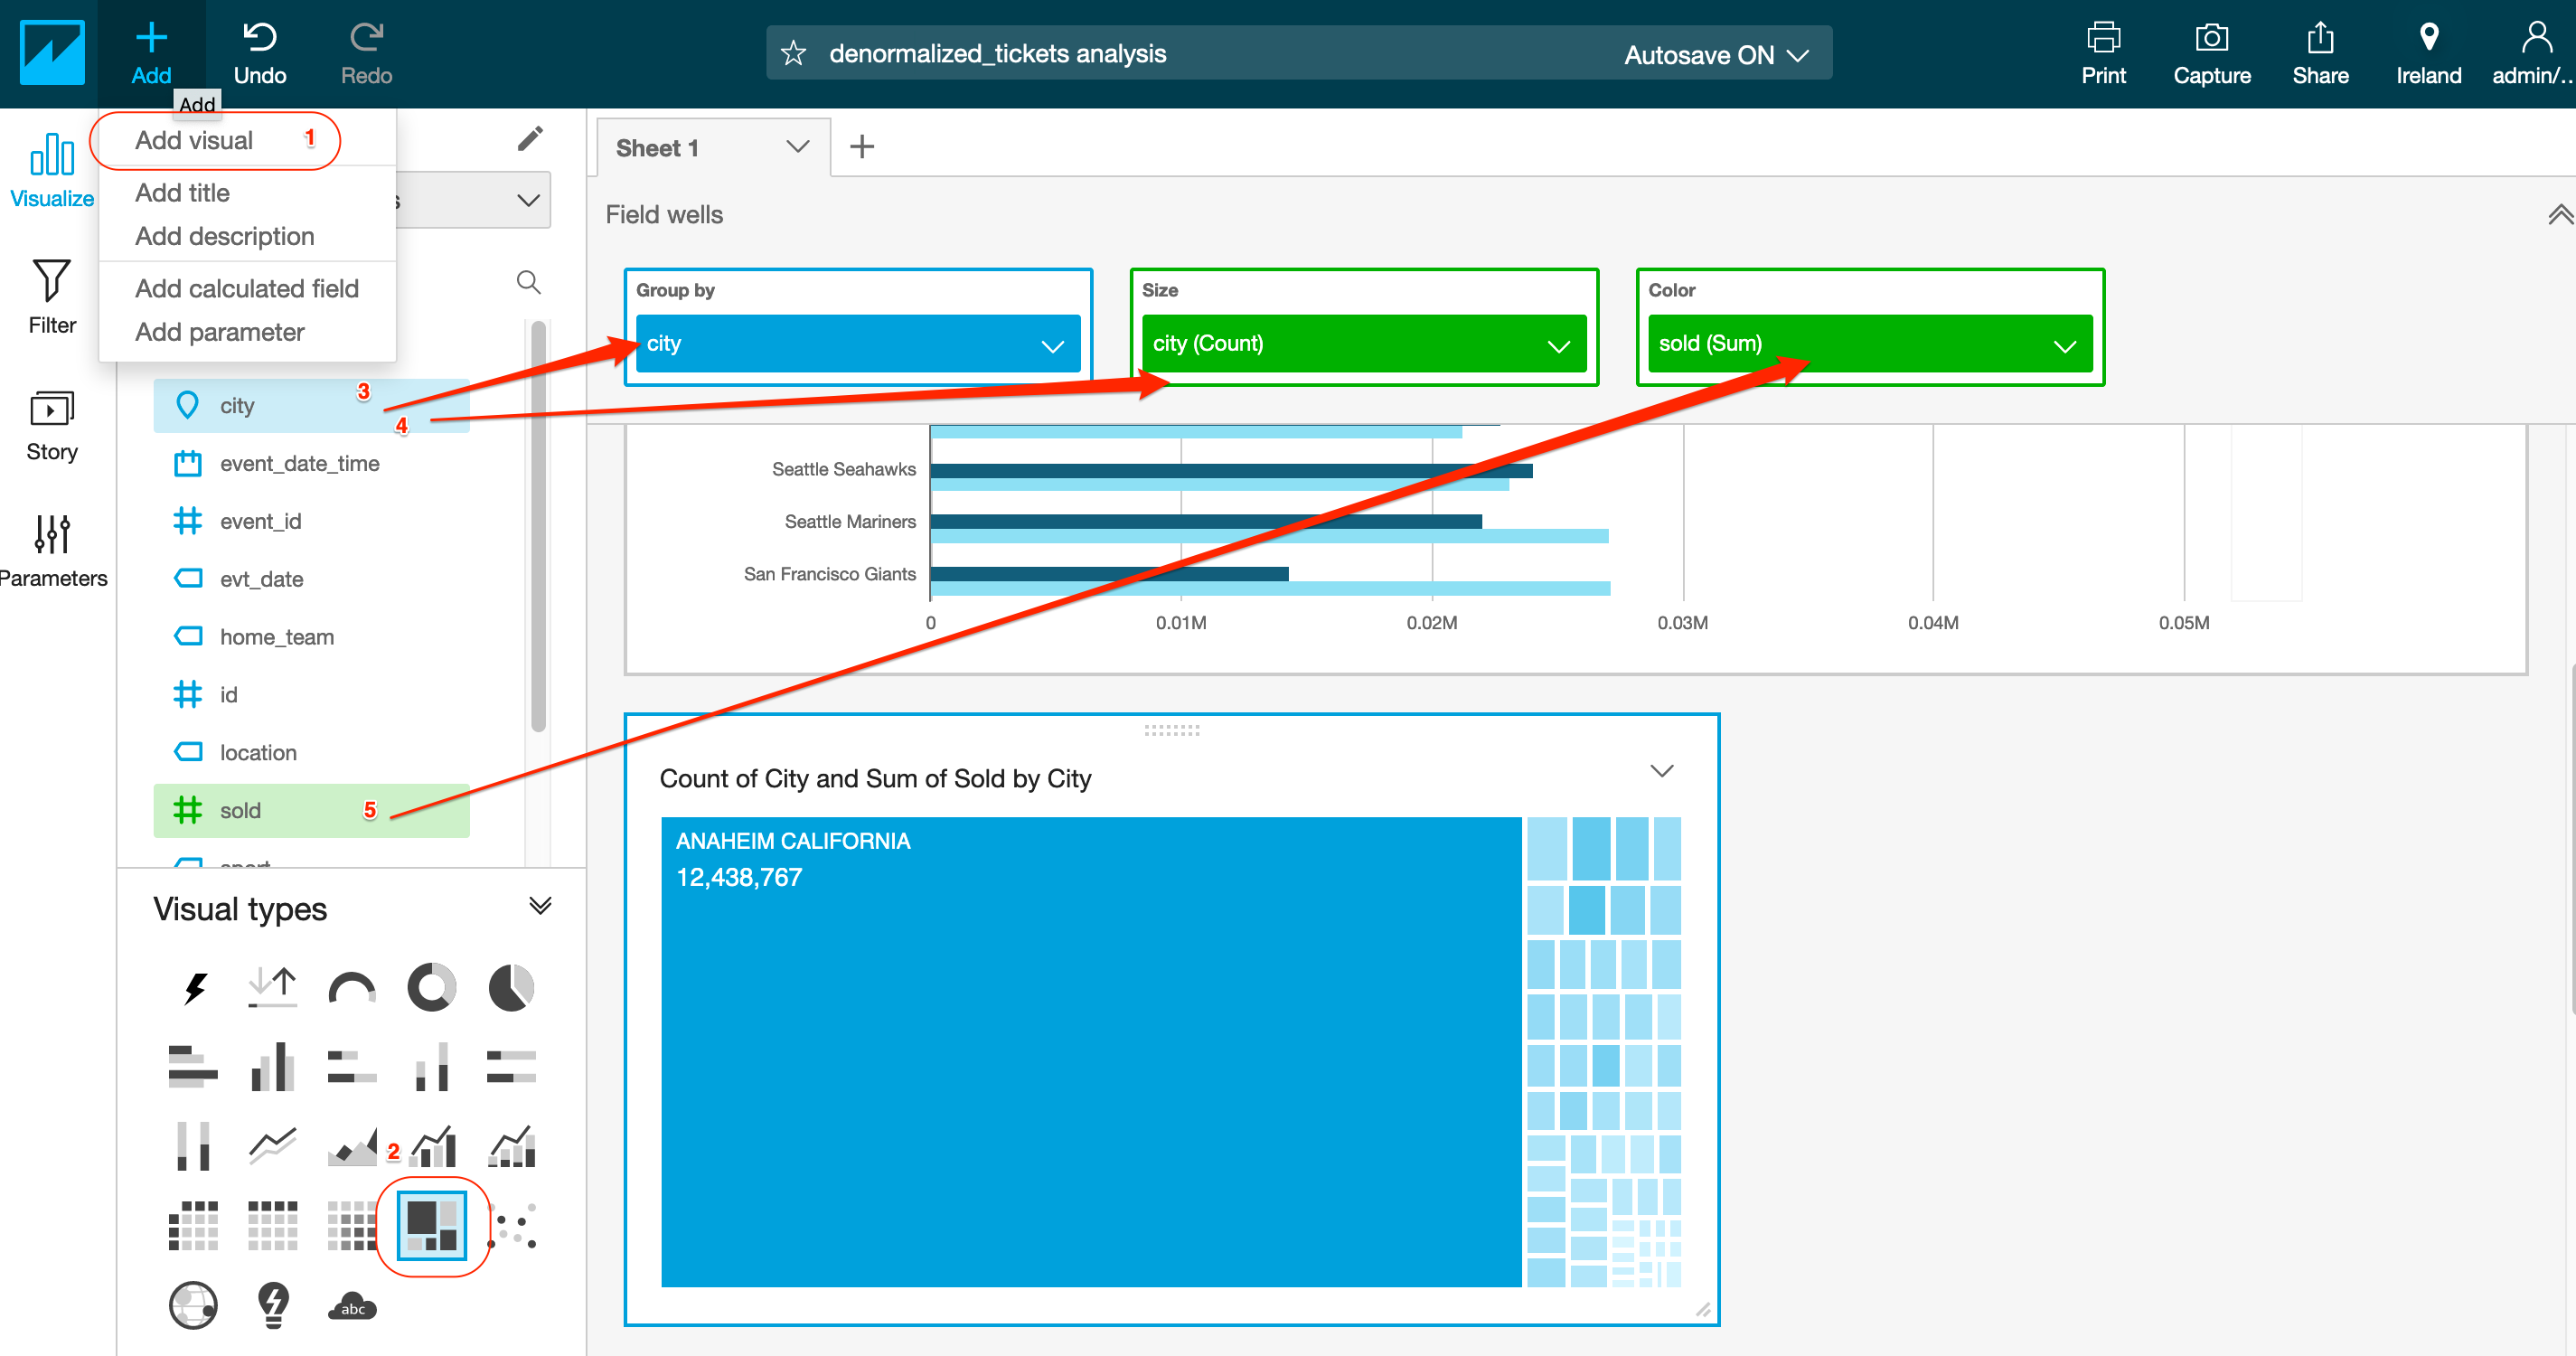 Add
Undo
Redo
denormalized_tickets analysis
Autosave ON
Print
Capture
Share
Ireland
admin/...
Add
Add visual 1
Add title
Add description
Add calculated field
Add parameter
Visualize
Filter
Story
Parameters
s
Sheet 1
Field wells
Group by
city
Size
city (Count)
Color
sold (Sum)
city 3
4
event_date_time
event_id
evt_date
home_team
id
location
sold 5
sport
Seattle Seahawks
Seattle Mariners
San Francisco Giants
0 0.01M 0.02M 0.03M 0.04M 0.05M
Count of City and Sum of Sold by City
ANAHEIM CALIFORNIA
12,438,767
Visual types
2
abc